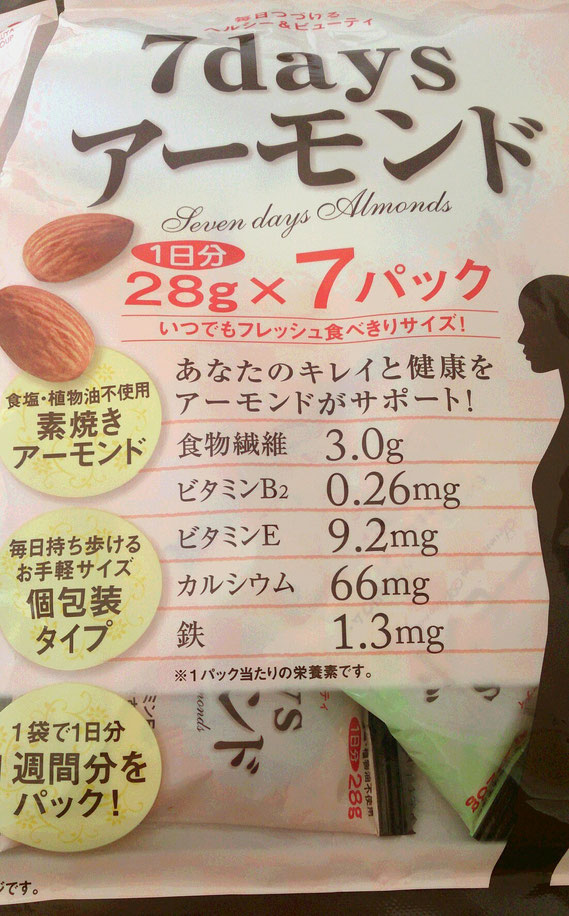 毎日つづける
ヘルシー&ビューティ
7days
アーモンド
Seven days Almonds
1日分
28g×7パック
いつでもフレッシュ食べきりサイズ!
あなたのキレイと健康を
アーモンドがサポート!
食塩・植物油不使用
素焼き
アーモンド
食物繊維 3.0g
ビタミンB2 0.26mg
ビタミンE 9.2mg
カルシウム 66mg
鉄 1.3mg
※1パック当たりの栄養素です。
毎日持ち歩ける
お手軽サイズ
個包装
タイプ
1袋で1日分
1週間分を
パック!
1日分
28g
28g
ジです。